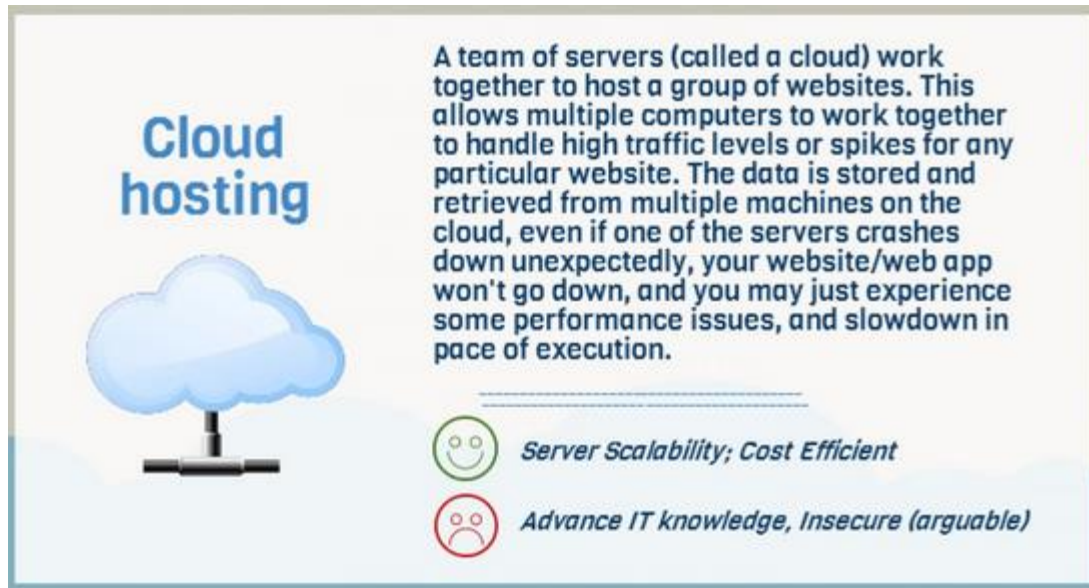 Cloud
hosting
A team of servers (called a cloud) work
together to host a group of websites. This
allows multiple computers to work together
to handle high traffic levels or spikes for any
particular website. The data is stored and
retrieved from multiple machines on the
cloud, even if one of the servers crashes
down unexpectedly, your website/web app
won't go down, and you may just experience
some performance issues, and slowdown in
pace of execution.
Server Scalability; Cost Efficient
Advance IT knowledge, Insecure (arguable)